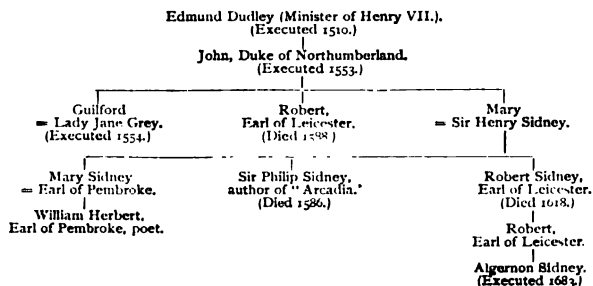 Edmund Dudley (Minister of Henry VII.).
(Executed 1510.)
John, Duke of Northumberland.
(Executed 1553.)
Guilford
= Lady Jane Grey.
(Executed 1554.)
Robert,
Earl of Leicester.
(Died 1588)
Mary
= Sir Henry Sidney.
Mary Sidney
= Earl of Pembroke.
William Herbert,
Earl of Pembroke, poet.
Sir Philip Sidney,
author of "Arcadia."
(Died 1586.)
Robert Sidney,
Earl of Leicester.
(Died 1618.)
Robert,
Earl of Leicester.
Algernon Sidney.
(Executed 1683.)